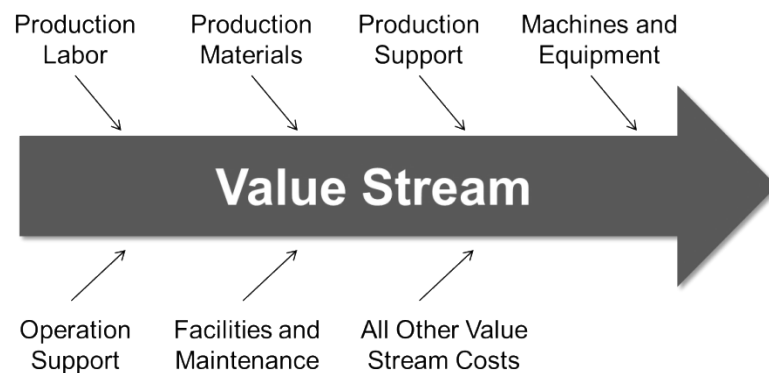 Production
Labor
Production
Materials
Production
Support
Machines and
Equipment
Value Stream
Operation
Support
Facilities and
Maintenance
All Other Value
Stream Costs